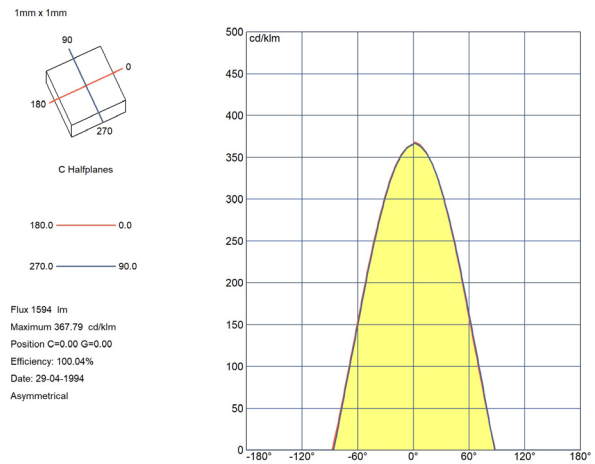 1mm x 1mm
90
0
180
270
C Halfplanes
180.0 0.0
270.0 90.0
Flux 1594 lm
Maximum 367.79 cd/klm
Position C=0.00 G=0.00
Efficiency: 100.04%
Date: 29-04-1994
Asymmetrical
500
cd/klm
450
400
350
300
250
200
150
100
50
0
-180° -120° -60° 0° 60° 120° 180°